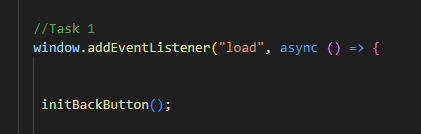 //Task 1
window.addEventListener("load", async () => {
initBackButton();